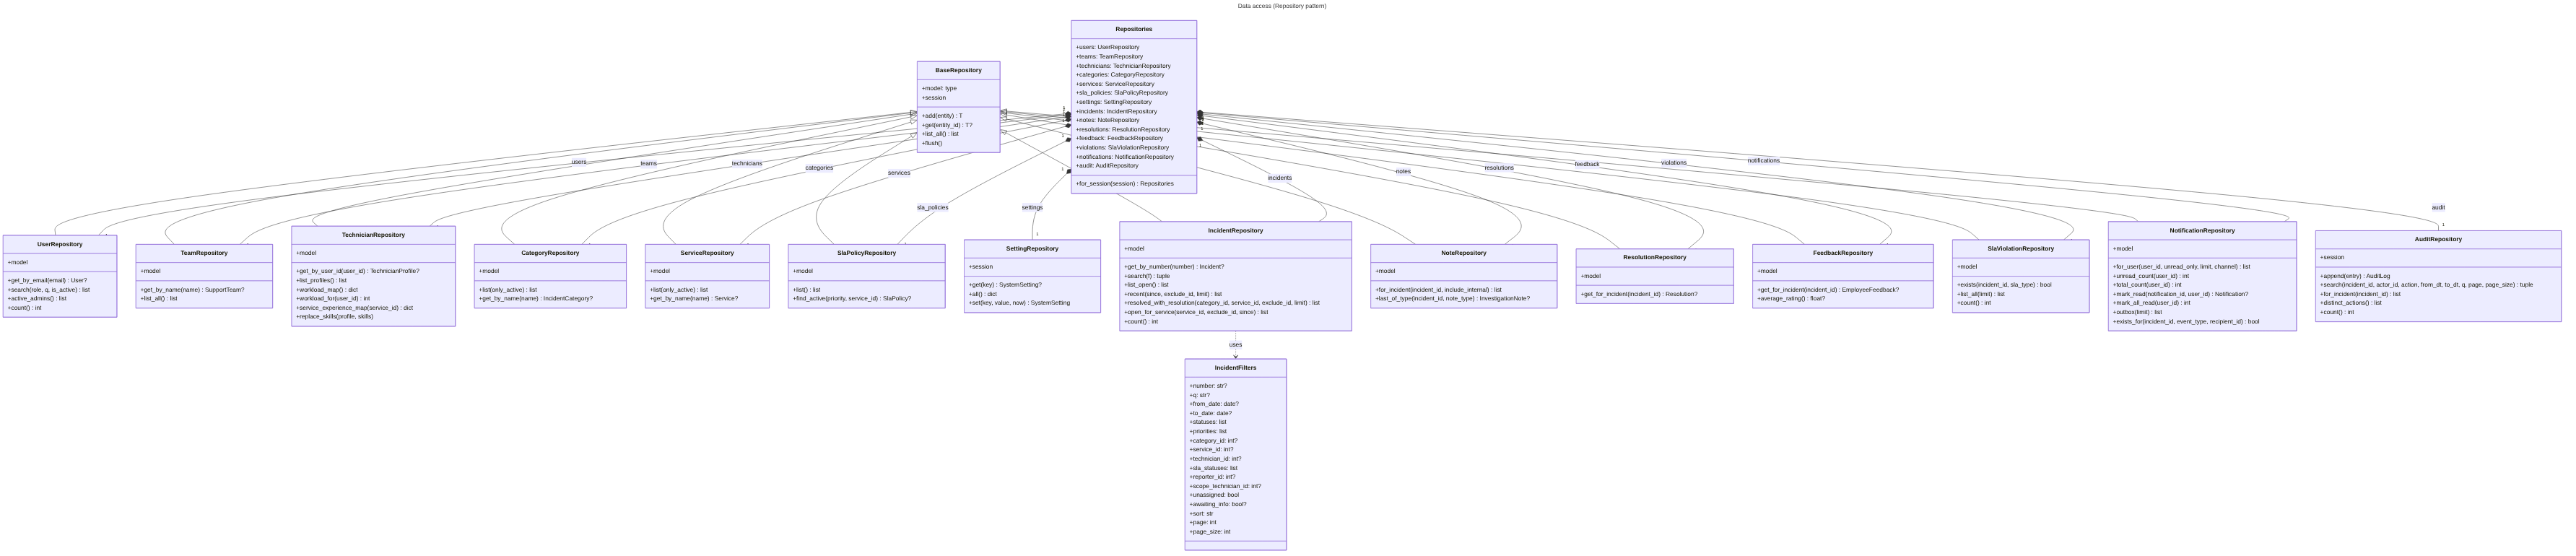 Data access (Repository pattern)
Repositories
+users: UserRepository
+teams: TeamRepository
+technicians: TechnicianRepository
+categories: CategoryRepository
+services: ServiceRepository
+sla_policies: SlaPolicyRepository
+settings: SettingRepository
+incidents: IncidentRepository
+notes: NoteRepository
+resolutions: ResolutionRepository
+feedback: FeedbackRepository
+violations: SlaViolationRepository
+notifications: NotificationRepository
+audit: AuditRepository
+for_session(session) : Repositories
BaseRepository
+model: type
+session
+add(entity) : T
+get(entity_id) : T?
+list_all() : list
+flush()
1
1
1
1
1
users
teams
technicians
categories
services
sla_policies
settings
incidents
notes
resolutions
feedback
violations
notifications
audit
1
1
UserRepository
+model
+get_by_email(email) : User?
+search(role, q, is_active) : list
+active_admins() : list
+count() : int
TeamRepository
+model
+get_by_name(name) : SupportTeam?
+list_all() : list
TechnicianRepository
+model
+get_by_user_id(user_id) : TechnicianProfile?
+list_profiles() : list
+workload_map() : dict
+workload_for(user_id) : int
+service_experience_map(service_id) : dict
+replace_skills(profile, skills)
CategoryRepository
+model
+list(only_active) : list
+get_by_name(name) : IncidentCategory?
ServiceRepository
+model
+list(only_active) : list
+get_by_name(name) : Service?
SlaPolicyRepository
+model
+list() : list
+find_active(priority, service_id) : SlaPolicy?
SettingRepository
+session
+get(key) : SystemSetting?
+all() : dict
+set(key, value, now) : SystemSetting
IncidentRepository
+model
+get_by_number(number) : Incident?
+search(f) : tuple
+list_open() : list
+recent(since, exclude_id, limit) : list
+resolved_with_resolution(category_id, service_id, exclude_id, limit) : list
+open_for_service(service_id, exclude_id, since) : list
+count() : int
NoteRepository
+model
+for_incident(incident_id, include_internal) : list
+last_of_type(incident_id, note_type) : InvestigationNote?
ResolutionRepository
+model
+get_for_incident(incident_id) : Resolution?
FeedbackRepository
+model
+get_for_incident(incident_id) : EmployeeFeedback?
+average_rating() : float?
SlaViolationRepository
+model
+exists(incident_id, sla_type) : bool
+list_all(limit) : list
+count() : int
NotificationRepository
+model
+for_user(user_id, unread_only, limit, channel) : list
+unread_count(user_id) : int
+total_count(user_id) : int
+mark_read(notification_id, user_id) : Notification?
+mark_all_read(user_id) : int
+outbox(limit) : list
+exists_for(incident_id, event_type, recipient_id) : bool
AuditRepository
+session
+append(entry) : AuditLog
+search(incident_id, actor_id, action, from_dt, to_dt, q, page, page_size) : tuple
+for_incident(incident_id) : list
+distinct_actions() : list
+count() : int
uses
IncidentFilters
+number: str?
+q: str?
+from_date: date?
+to_date: date?
+statuses: list
+priorities: list
+category_id: int?
+service_id: int?
+technician_id: int?
+sla_statuses: list
+reporter_id: int?
+scope_technician_id: int?
+unassigned: bool
+awaiting_info: bool?
+sort: str
+page: int
+page_size: int